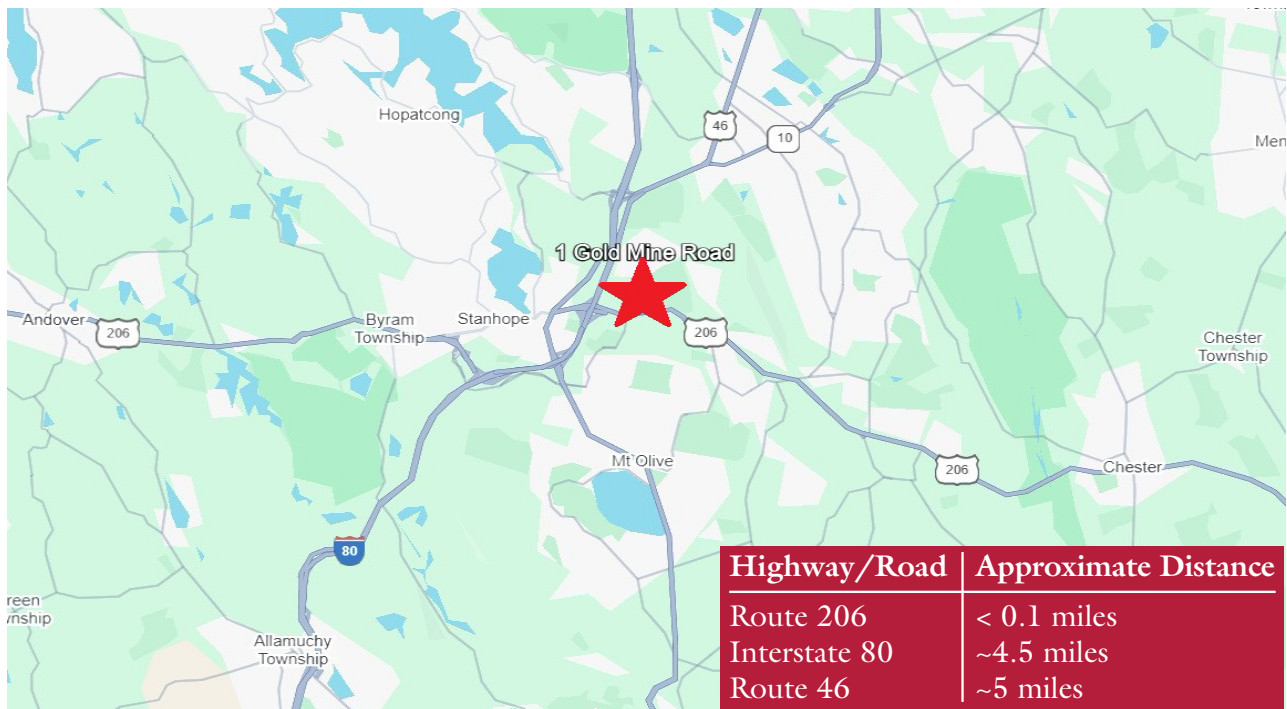 Hopatcong
46
10
1 Gold Mine Road
Andover
206
Byram
Township
Stanhope
206
Chester
Township
Mt Olive
206
Chester
80
Allamuchy
Township
Highway/Road Approximate Distance
Route 206 < 0.1 miles
Interstate 80 ~4.5 miles
Route 46 ~5 miles